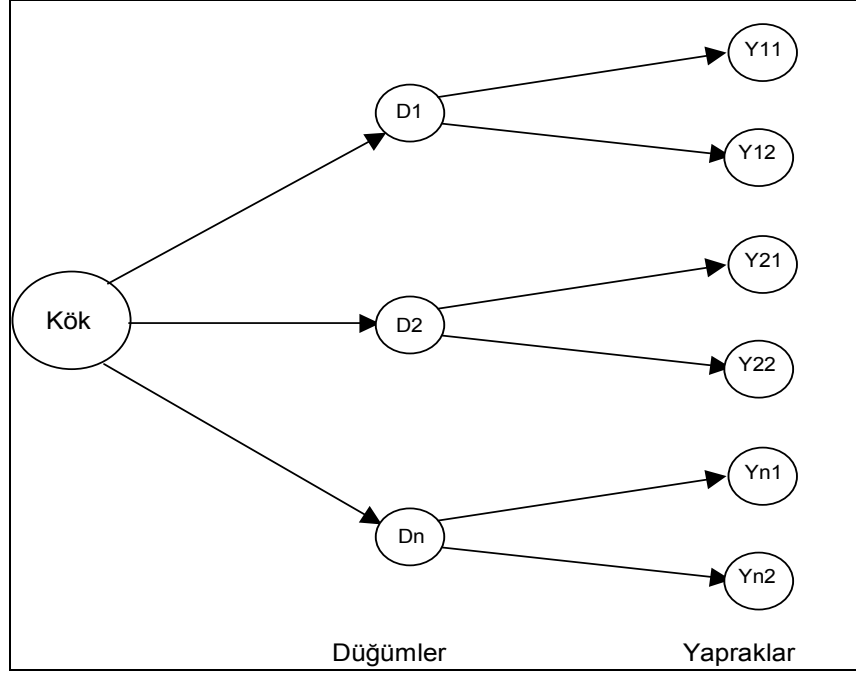 Y11
D1
Y12
Y21
Kök
D2
Y22
Yn1
Dn
Yn2
Düğümler Yapraklar